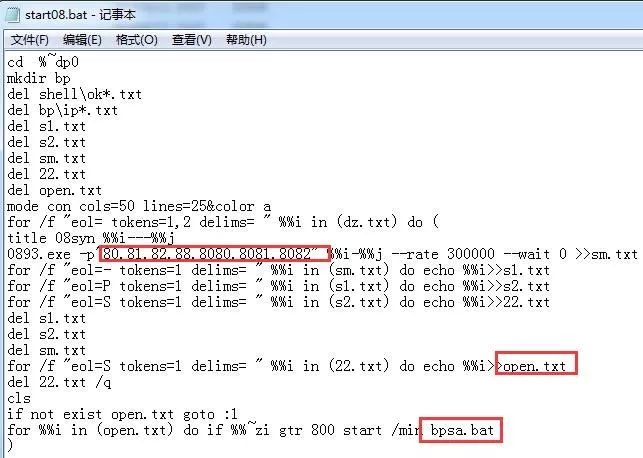 start08.bat - 记事本
文件(F) 编辑(E) 格式(O) 查看(V) 帮助(H)
cd  %~dp0
mkdir bp
del shell\ok*.txt
del bp\ip*.txt
del s1.txt
del s2.txt
del sm.txt
del 22.txt
del open.txt
mode con cols=50 lines=25&color a
for /f "eol= tokens=1,2 delims= " %%i in (dz.txt) do (
title 08syn %%i---%%j
0893.exe -p"80,81,82,88,8080,8081,8082" %%i-%%j --rate 300000 --wait 0 >>sm.txt
for /f "eol=- tokens=1 delims= " %%i in (sm.txt) do echo %%i>>s1.txt
for /f "eol=P tokens=1 delims= " %%i in (s1.txt) do echo %%i>>s2.txt
for /f "eol=S tokens=1 delims= " %%i in (s2.txt) do echo %%i>>22.txt
del s1.txt
del s2.txt
del sm.txt
for /f "eol=S tokens=1 delims= " %%i in (22.txt) do echo %%i>>open.txt
del 22.txt /q
cls
if not exist open.txt goto :1
for %%i in (open.txt) do if %%~zi gtr 800 start /min bpsa.bat
)